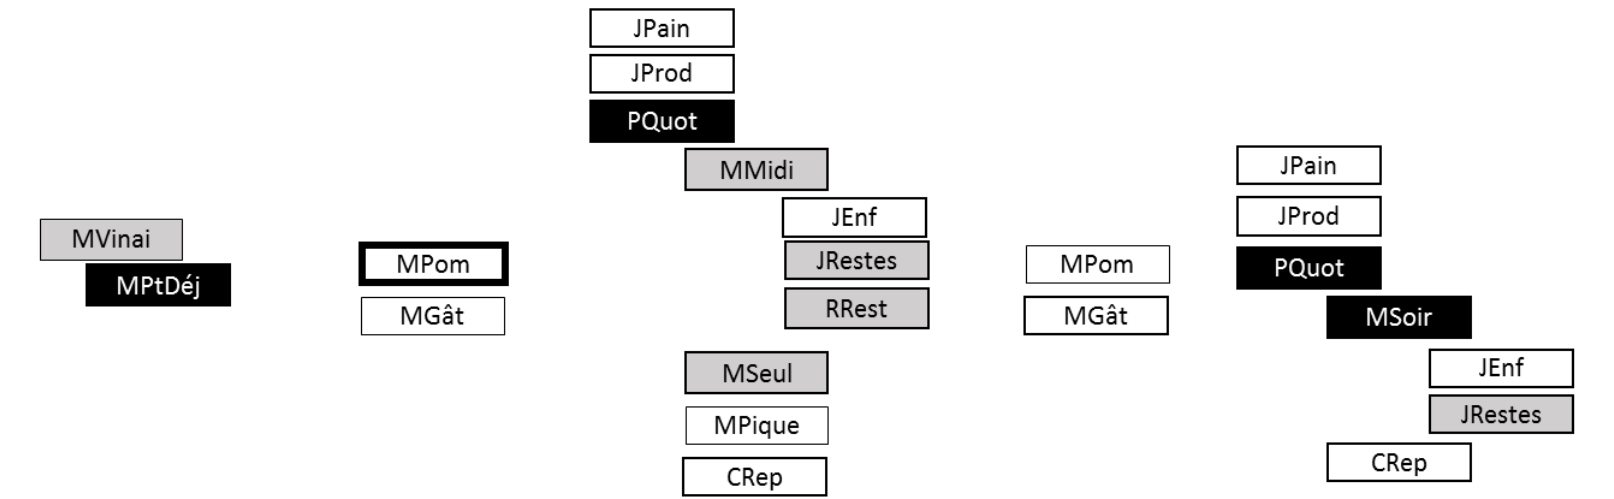 MVinai
MPtDéj
MPom
MGât
JPain
JProd
PQuot
MMidi
JEnf
JRestes
RRest
MSeul
MPique
CRep
MPom
MGât
JPain
JProd
PQuot
MSoir
JEnf
JRestes
CRep